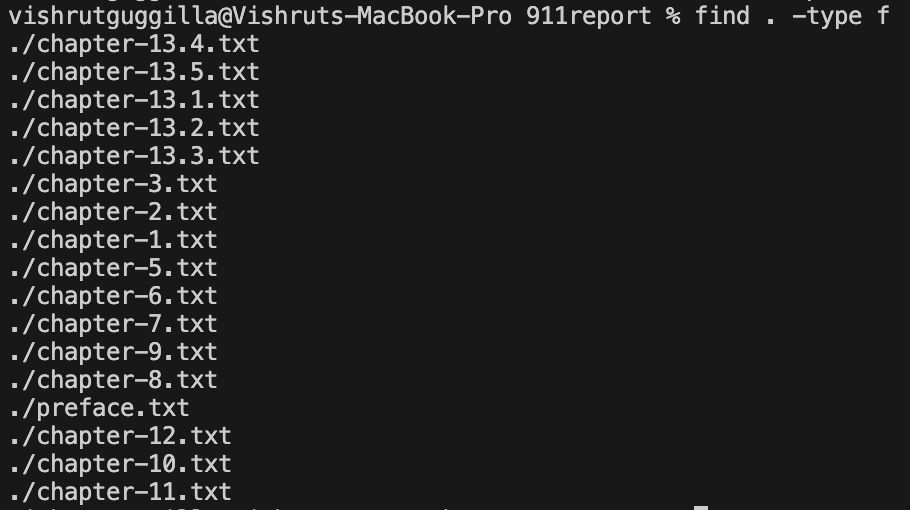 vishrutguggilla@Vishruts-MacBook-Pro 911report % find . -type f
./chapter-13.4.txt
./chapter-13.5.txt
./chapter-13.1.txt
./chapter-13.2.txt
./chapter-13.3.txt
./chapter-3.txt
./chapter-2.txt
./chapter-1.txt
./chapter-5.txt
./chapter-6.txt
./chapter-7.txt
./chapter-9.txt
./chapter-8.txt
./preface.txt
./chapter-12.txt
./chapter-10.txt
./chapter-11.txt